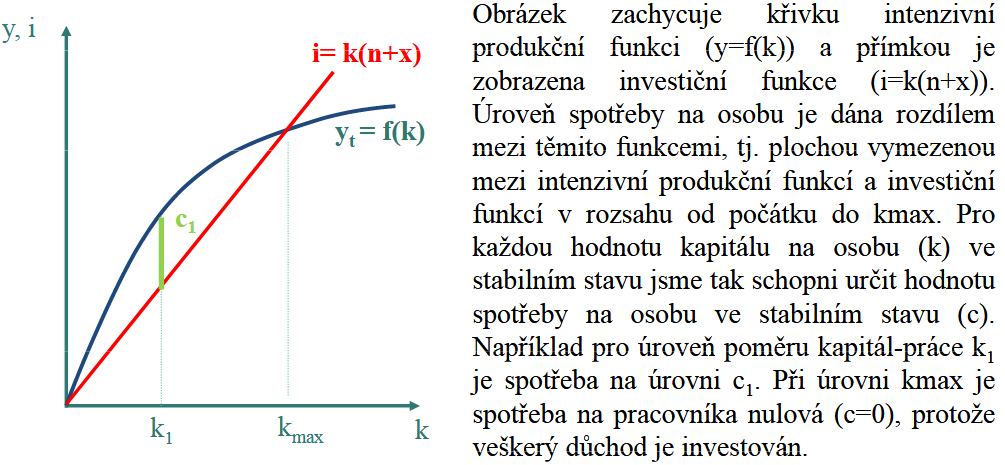 y, i
i= k(n+x)
yt = f(k)
c1
k1
kmax
k
Obrázek zachycuje křivku intenzivní
produkční funkci (y=f(k)) a přímkou je
zobrazena investiční funkce (i=k(n+x)).
Úroveň spotřeby na osobu je dána rozdílem
mezi těmito funkcemi, tj. plochou vymezenou
mezi intenzivní produkční funkcí a investiční
funkcí v rozsahu od počátku do kmax. Pro
každou hodnotu kapitálu na osobu (k) ve
stabilním stavu jsme tak schopni určit hodnotu
spotřeby na osobu ve stabilním stavu (c).
Například pro úroveň poměru kapitál-práce k1
je spotřeba na úrovni c1. Při úrovni kmax je
spotřeba na pracovníka nulová (c=0), protože
veškerý důchod je investován.